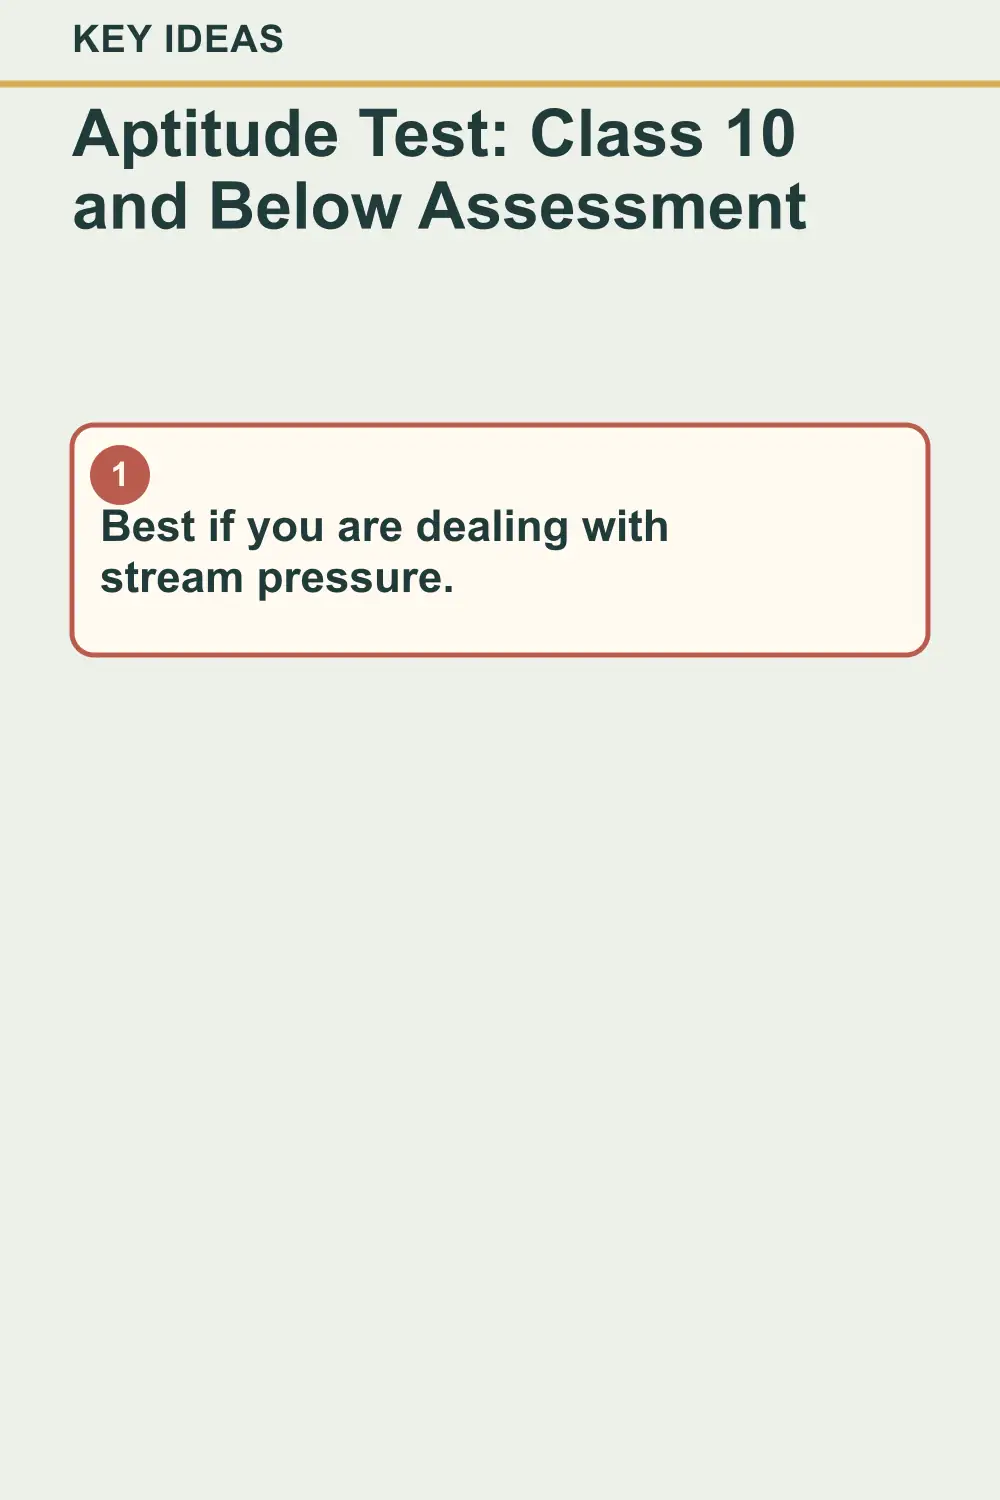 KEY IDEAS
Aptitude Test: Class 10
and Below Assessment
1
Best if you are dealing with
stream pressure.